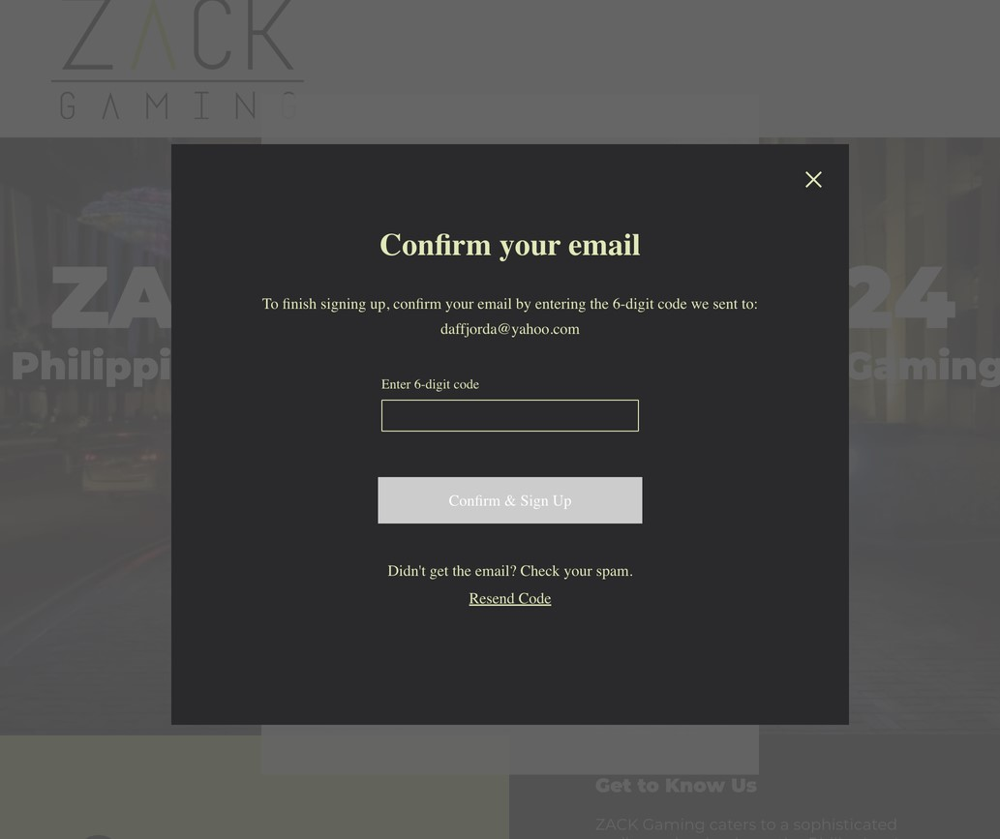 ZACK
GAMING
Confirm your email
To finish signing up, confirm your email by entering the 6-digit code we sent to:
daffjorda@yahoo.com
Enter 6-digit code
Confirm & Sign Up
Didn't get the email? Check your spam.
Resend Code
ZA
24
Philippi
Gaming
Get to Know Us
ZACK Gaming caters to a sophisticated